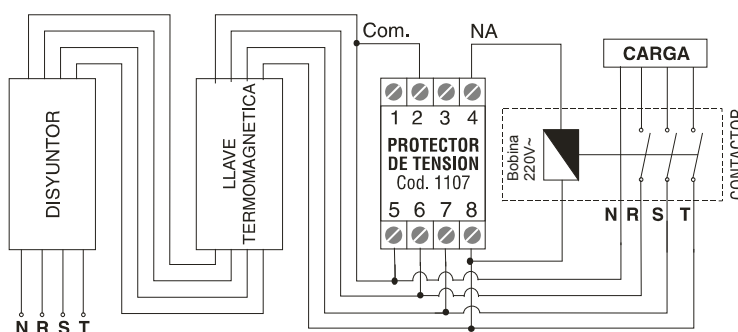 Com.
NA
CARGA
DISYUNTOR
LLAVE
TERMOMAGNETICA
1 2 3 4
PROTECTOR
DE TENSION
Cod. 1107
5 6 7 8
Bobina
220V~
CONTACTOR
N R S T
N R S T